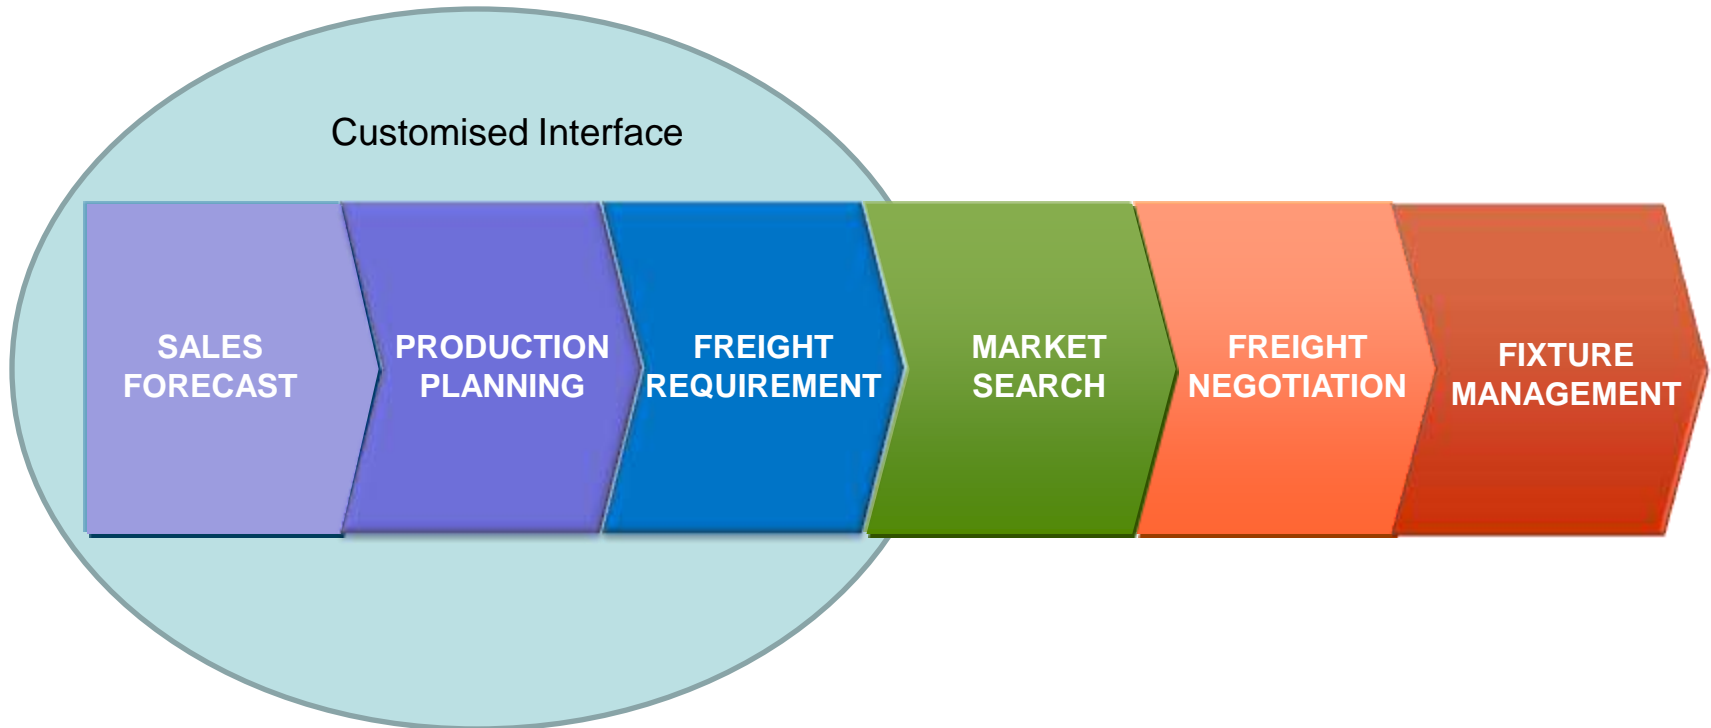 Customised Interface
SALES
FORECAST
PRODUCTION
PLANNING
FREIGHT
REQUIREMENT
MARKET
SEARCH
FREIGHT
NEGOTIATION
FIXTURE
MANAGEMENT